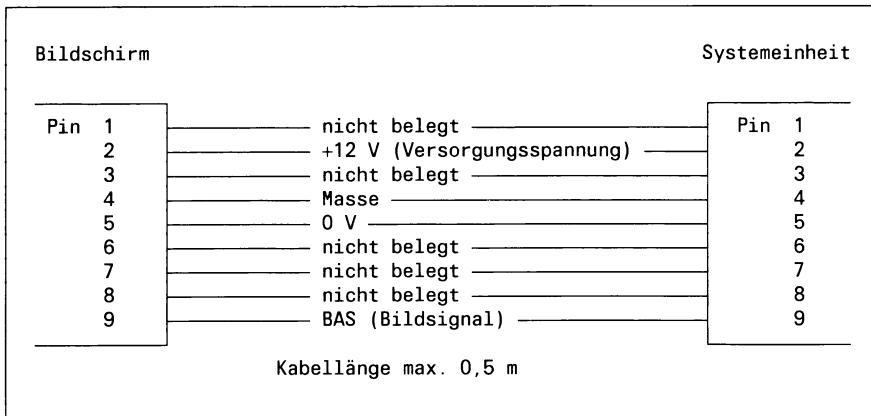 Bildschirm Systemeinheit
Pin 1 nicht belegt Pin 1
2 +12 V (Versorgungsspannung) 2
3 nicht belegt 3
4 Masse 4
5 0 V 5
6 nicht belegt 6
7 nicht belegt 7
8 nicht belegt 8
9 BAS (Bildsignal) 9
Kabellänge max. 0,5 m